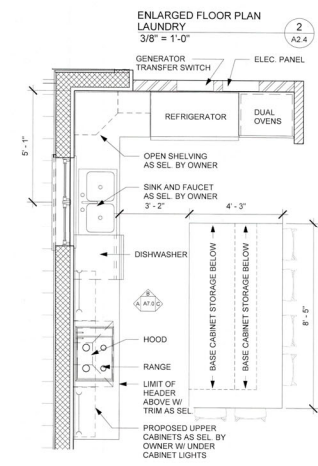 ENLARGED FLOOR PLAN
LAUNDRY
3/8" = 1'-0"
2
A2.4
GENERATOR
TRANSFER SWITCH
ELEC. PANEL
REFRIGERATOR
DUAL
OVENS
5' - 1"
OPEN SHELVING
AS SEL. BY OWNER
SINK AND FAUCET
AS SEL. BY OWNER
3' - 2"
4' - 3"
DISHWASHER
BASE CABINET STORAGE BELOW
BASE CABINET STORAGE BELOW
8' - 5"
B
A A7.0 C
HOOD
RANGE
LIMIT OF
HEADER
ABOVE W/
TRIM AS SEL.
PROPOSED UPPER
CABINETS AS SEL. BY
OWNER W/ UNDER
CABINET LIGHTS